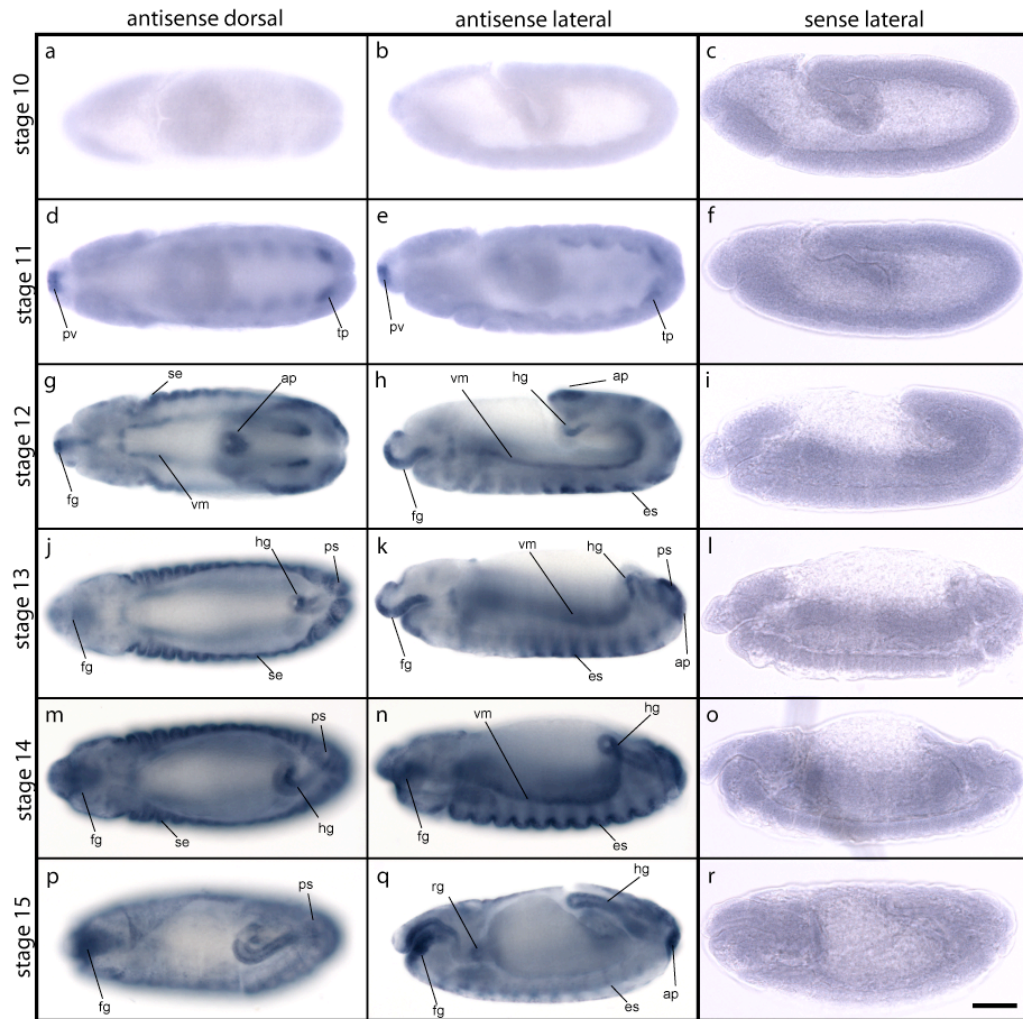 antisense dorsal antisense lateral sense lateral
stage 10
a b c
stage 11
d e f
pv tp pv tp
stage 12
g se ap h vm hg ap i
fg vm fg es
stage 13
j hg ps k vm hg ps l
fg se fg es ap
stage 14
m ps n vm hg o
fg se hg fg es
stage 15
p ps q rg hg r
fg fg es ap